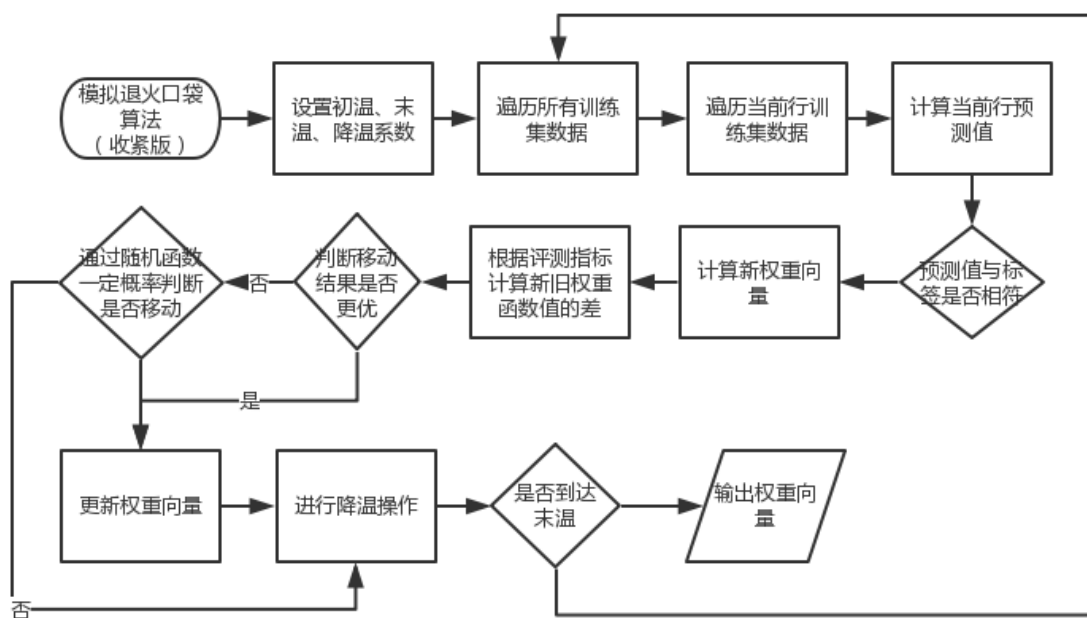 模拟退火口袋
算法
（收紧版）
设置初温、末
温、降温系数
遍历所有训练
集数据
遍历当前行训
练集数据
计算当前行预
测值
通过随机函数
一定概率判断
是否移动
否
判断移动
结果是否
更优
根据评测指标
计算新旧权重
函数值的差
计算新权重向
量
预测值与标
签是否相符
是
更新权重向量
进行降温操作
是否到达
末温
输出权重向
量
否